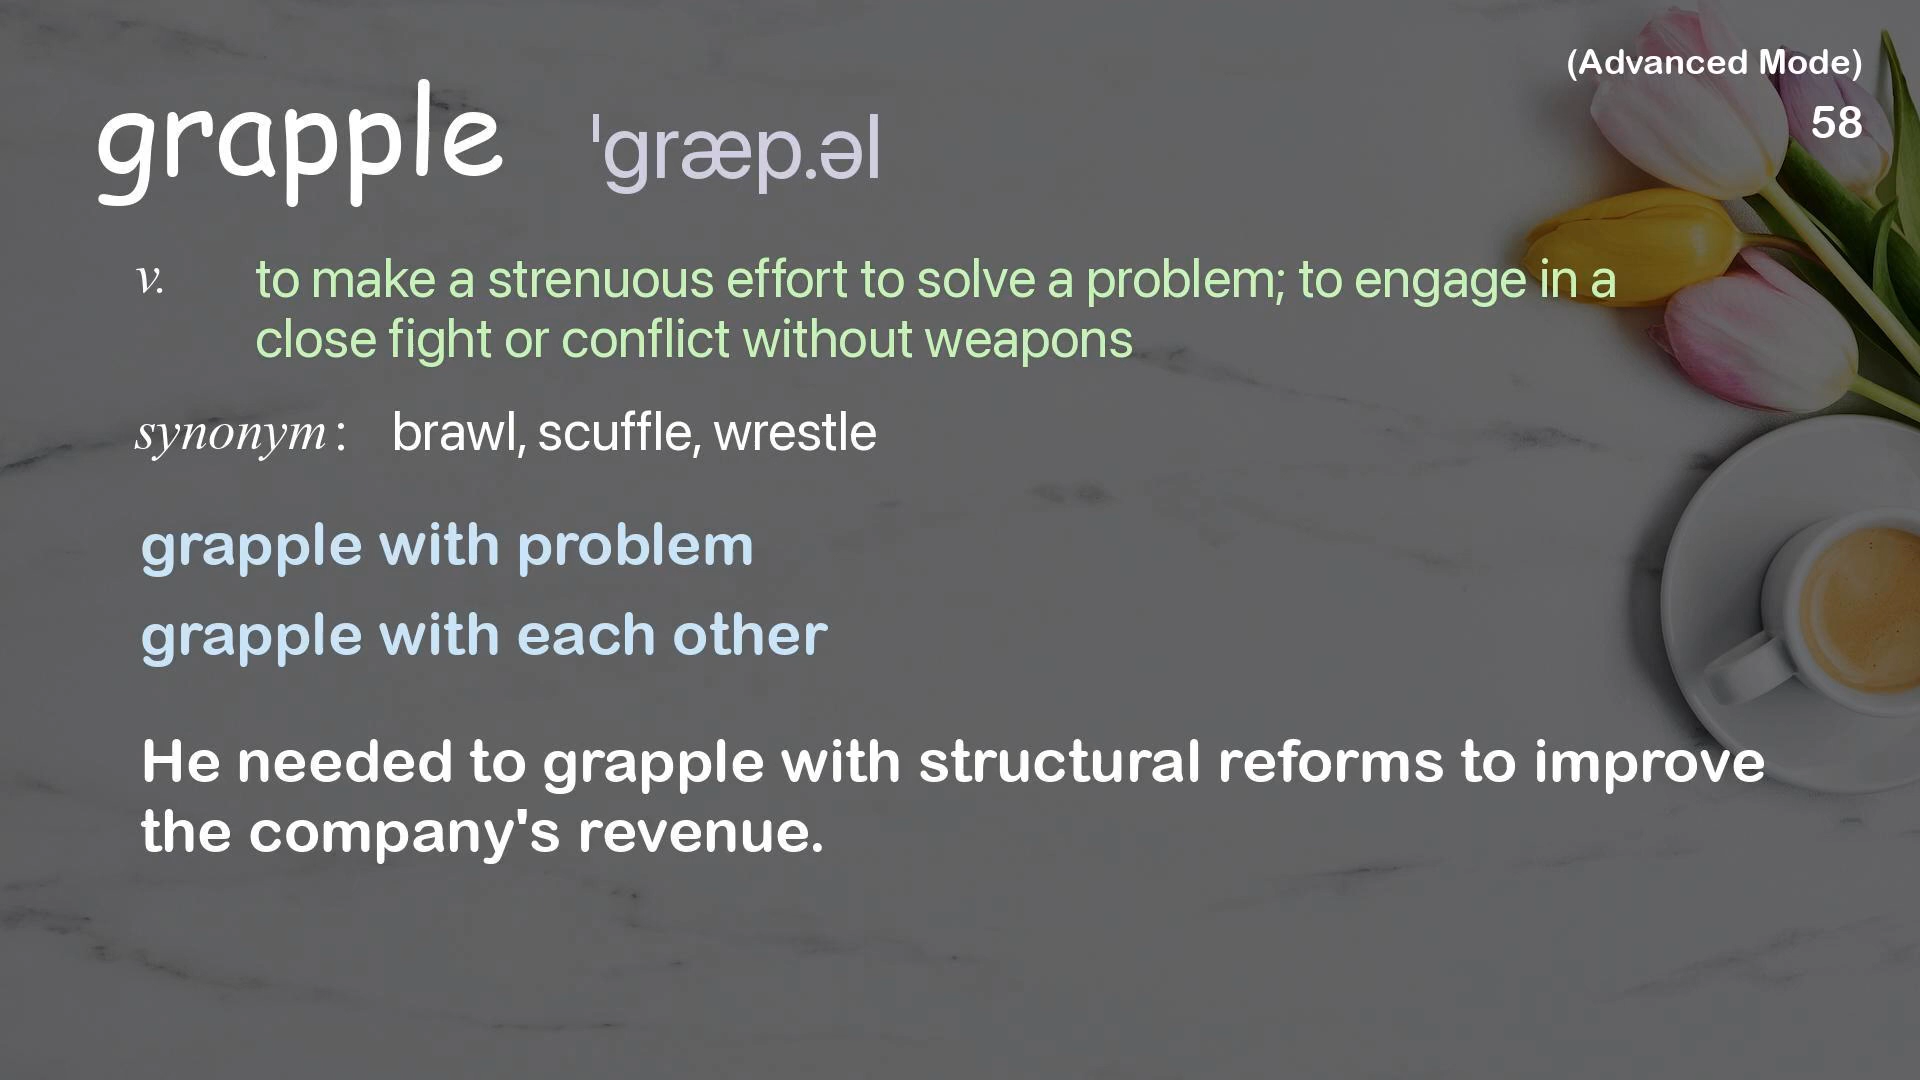 (Advanced Mode)
58
grapple ˈgræp.əl
v. to make a strenuous effort to solve a problem; to engage in a
close fight or conflict without weapons
synonym: brawl, scuffle, wrestle
grapple with problem
grapple with each other
He needed to grapple with structural reforms to improve
the company's revenue.